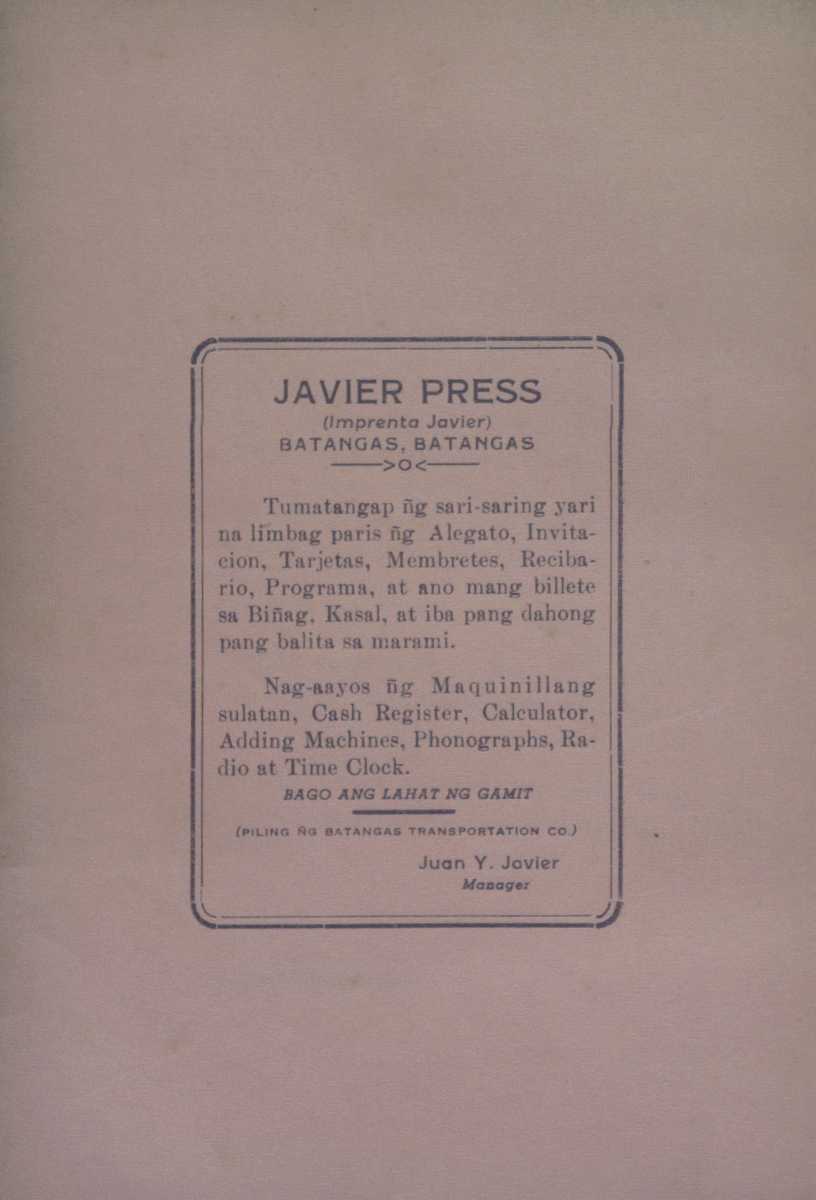 JAVIER PRESS
(Imprenta Javier)
BATANGAS, BATANGAS
>O<
Tumatangap ñg sari-saring yari
na limbag paris ñg Alegato, Invita-
cion, Tarjetas, Membretes, Reciba-
rio, Programa, at ano mang billete
sa Biñag, Kasal, at iba pang dahong
pang balita sa marami.
Nag-aayos ñg Maquinillang
sulatan, Cash Register, Calculator,
Adding Machines, Phonographs, Ra-
dio at Time Clock.
BAGO ANG LAHAT NG GAMIT
(PILING ÑG BATANGAS TRANSPORTATION CO.)
Juan Y. Javier
Manager